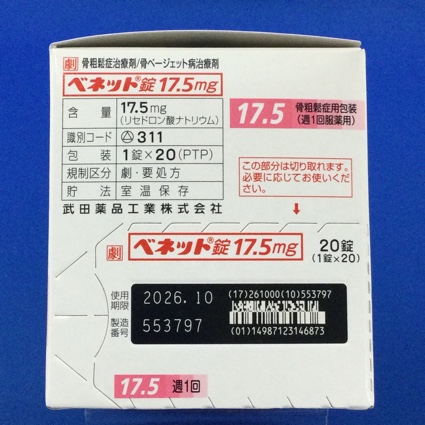 劇 骨粗鬆症治療剤/骨ページェット病治療剤
ベネット®錠17.5mg
含量 17.5mg
(リセドロン酸ナトリウム)
識別コード 311
包装 1錠×20(PTP)
規制区分 劇・要処方
貯法 室温保存
武田薬品工業株式会社
17.5 骨粗鬆症用包装
(週1回服薬用)
この部分は切り取れます。
必要に応じてお使いください。
劇 ベネット®錠17.5mg 20錠
(1錠×20)
使用
期限 2026.10
製造
番号 553797
(17)261000(10)553797
(01)14987123146873
17.5 週1回